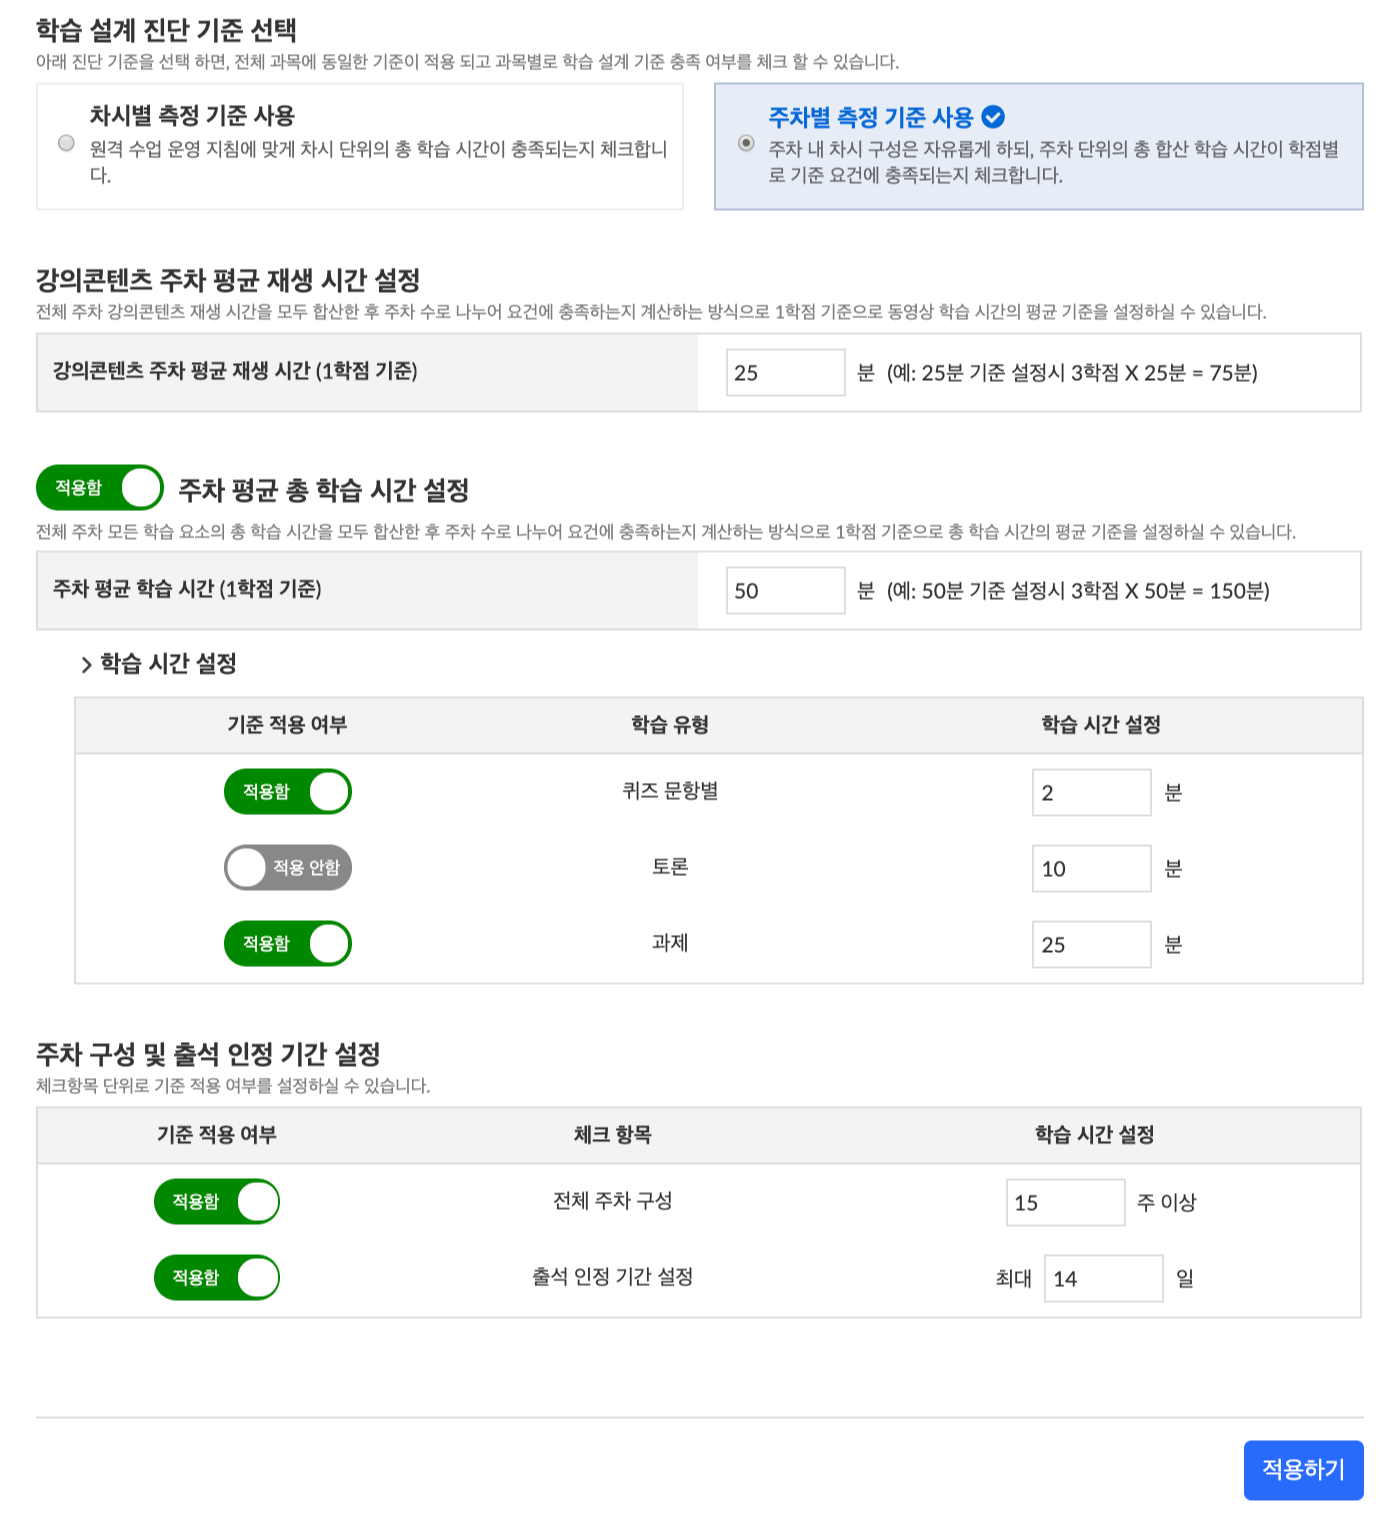 학습 설계 진단 기준 선택
아래 진단 기준을 선택 하면, 전체 과목에 동일한 기준이 적용 되고 과목별로 학습 설계 기준 충족 여부를 체크 할 수 있습니다.
차시별 측정 기준 사용
원격 수업 운영 지침에 맞게 차시 단위의 총 학습 시간이 충족되는지 체크합니
다.
주차별 측정 기준 사용
주차 내 차시 구성은 자유롭게 하되, 주차 단위의 총 합산 학습 시간이 학점별
로 기준 요건에 충족되는지 체크합니다.
강의콘텐츠 주차 평균 재생 시간 설정
전체 주차 강의콘텐츠 재생 시간을 모두 합산한 후 주차 수로 나누어 요건에 충족하는지 계산하는 방식으로 1학점 기준으로 동영상 학습 시간의 평균 기준을 설정하실 수 있습니다.
강의콘텐츠 주차 평균 재생 시간 (1학점 기준) 25 분 (예: 25분 기준 설정시 3학점 X 25분 = 75분)
적용함 주차 평균 총 학습 시간 설정
전체 주차 모든 학습 요소의 총 학습 시간을 모두 합산한 후 주차 수로 나누어 요건에 충족하는지 계산하는 방식으로 1학점 기준으로 총 학습 시간의 평균 기준을 설정하실 수 있습니다.
주차 평균 학습 시간 (1학점 기준) 50 분 (예: 50분 기준 설정시 3학점 X 50분 = 150분)
학습 시간 설정
기준 적용 여부 학습 유형 학습 시간 설정
적용함 퀴즈 문항별 2 분
적용 안함 토론 10 분
적용함 과제 25 분
주차 구성 및 출석 인정 기간 설정
체크항목 단위로 기준 적용 여부를 설정하실 수 있습니다.
기준 적용 여부 체크 항목 학습 시간 설정
적용함 전체 주차 구성 15 주 이상
적용함 출석 인정 기간 설정 최대 14 일
적용하기